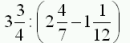 3 3/4 : (2 4/7 - 1 1/12)